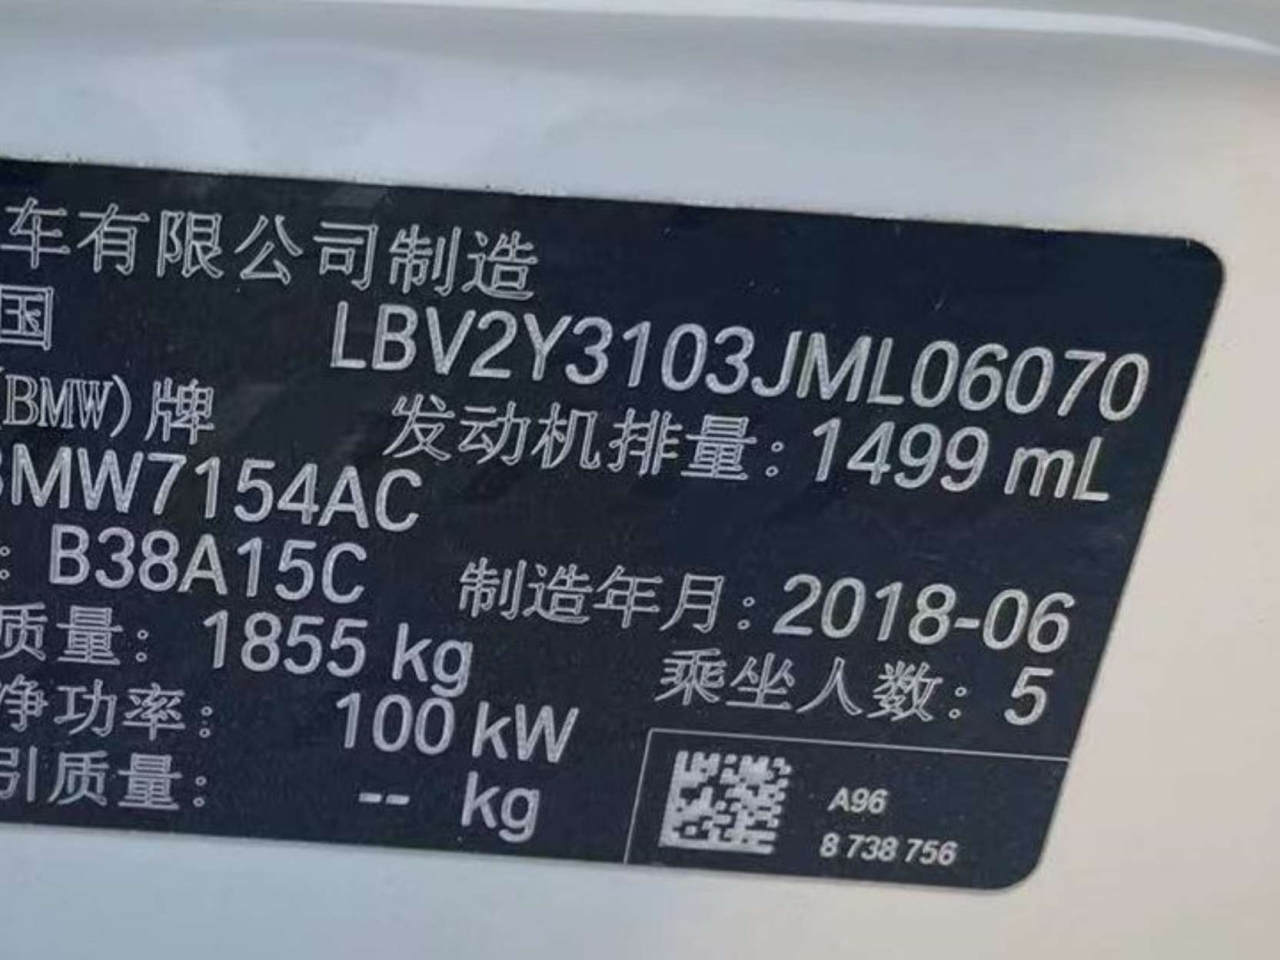 车有限公司制造
国 LBV2Y3103JML06070
(BMW)牌 发动机排量：1499 mL
BMW7154AC
: B38A15C 制造年月：2018-06
质量：1855 kg 乘坐人数：5
净功率：100 kW
引质量：-- kg
A96
8 738 756